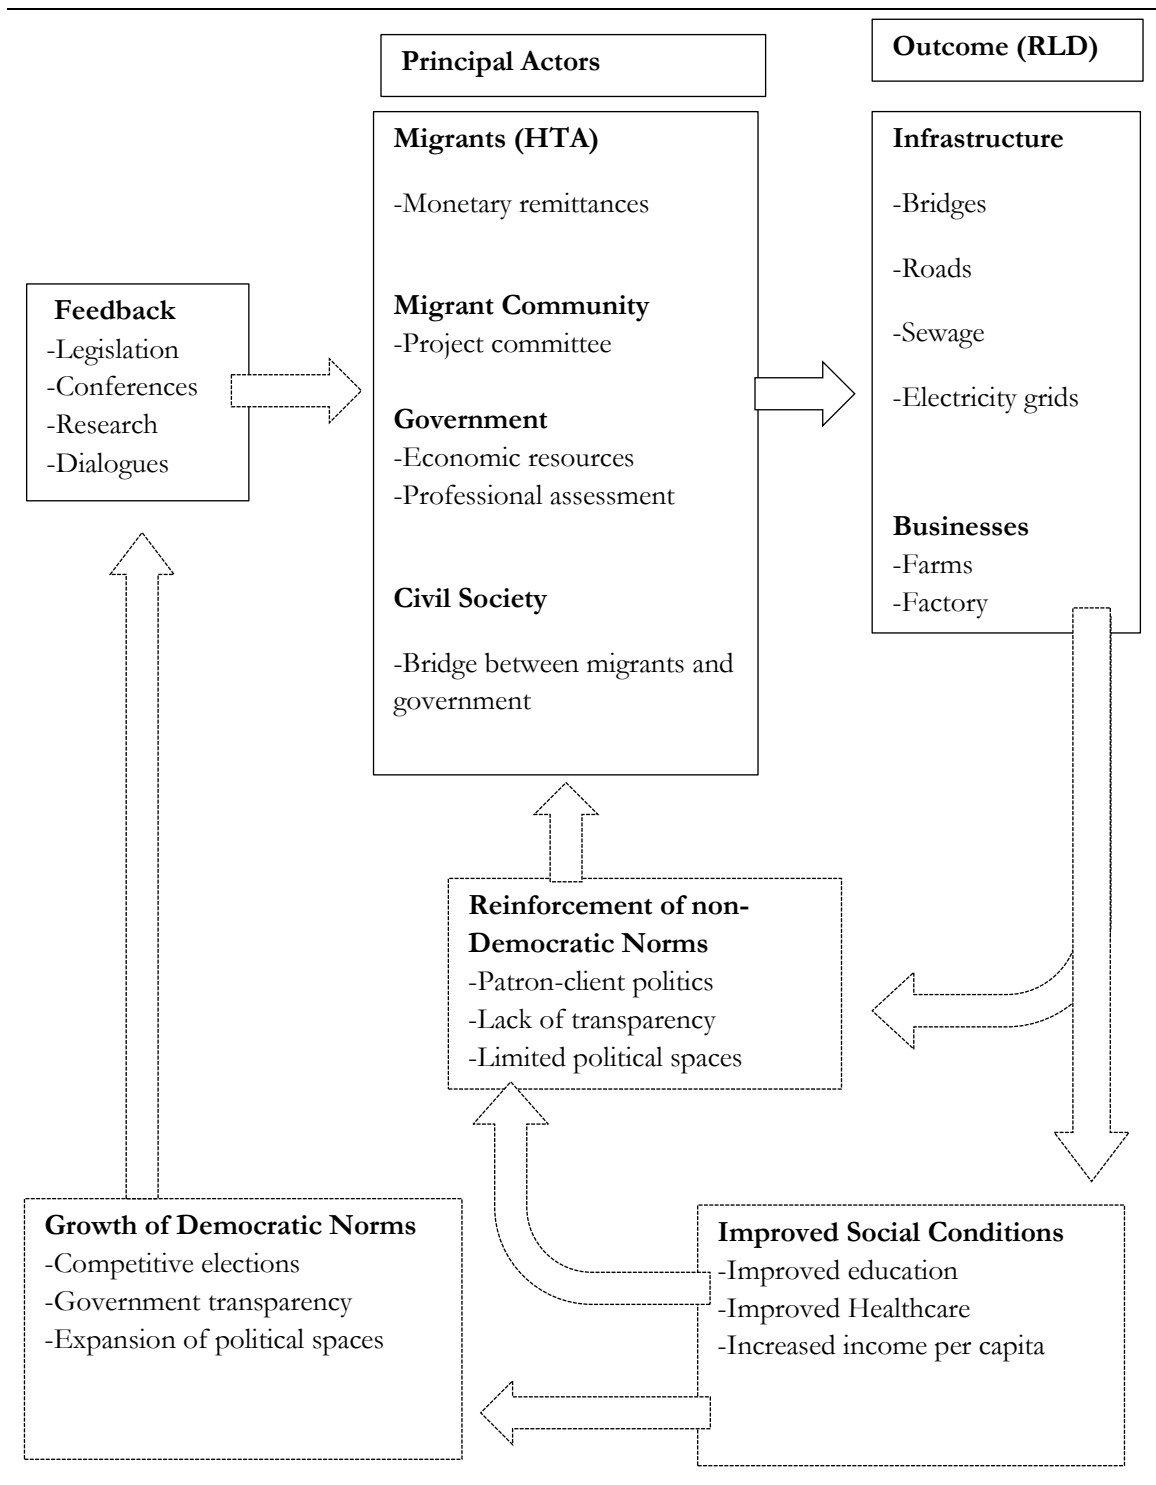 Principal Actors
Outcome (RLD)
Migrants (HTA)
-Monetary remittances
Migrant Community
-Project committee
Government
-Economic resources
-Professional assessment
Civil Society
-Bridge between migrants and
government
Infrastructure
-Bridges
-Roads
-Sewage
-Electricity grids
Businesses
-Farms
-Factory
Feedback
-Legislation
-Conferences
-Research
-Dialogues
Reinforcement of non-
Democratic Norms
-Patron-client politics
-Lack of transparency
-Limited political spaces
Growth of Democratic Norms
-Competitive elections
-Government transparency
-Expansion of political spaces
Improved Social Conditions
-Improved education
-Improved Healthcare
-Increased income per capita